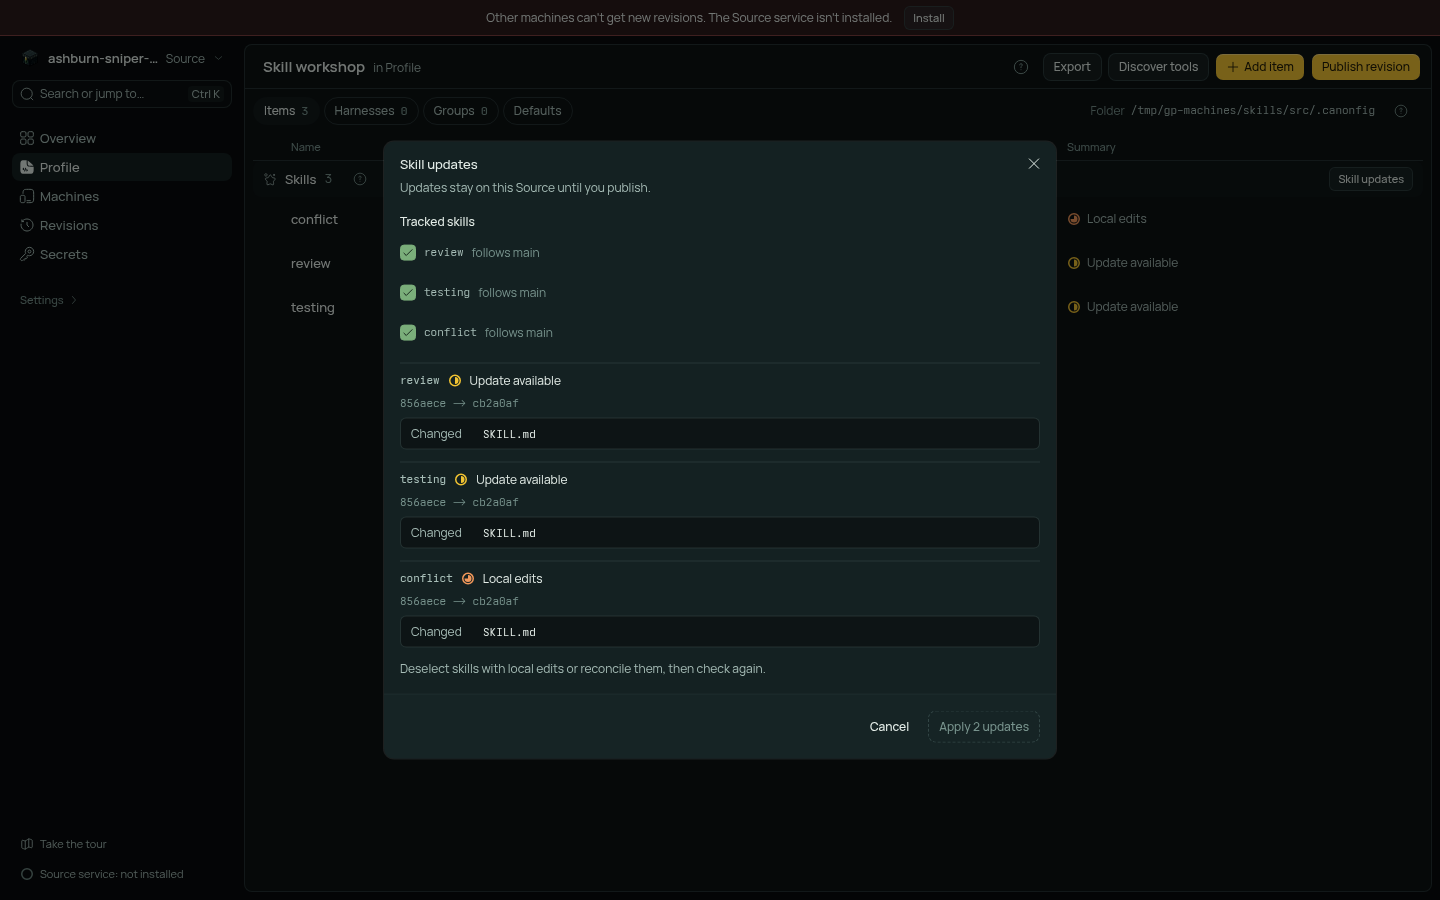 Other machines can't get new revisions. The Source service isn't installed. Install
ashburn-sniper-... Source
Search or jump to... Ctrl K
Overview
Profile
Machines
Revisions
Secrets
Settings
Take the tour
Source service: not installed
Skill workshop in Profile
Export Discover tools Add item Publish revision
Items 3 Harnesses 0 Groups 0 Defaults
Folder /tmp/gp-machines/skills/src/.canonfig
Name Summary
Skills 3 Skill updates
conflict Local edits
review Update available
testing Update available
Skill updates
Updates stay on this Source until you publish.
Tracked skills
review follows main
testing follows main
conflict follows main
review Update available
856aece → cb2a0af
Changed SKILL.md
testing Update available
856aece → cb2a0af
Changed SKILL.md
conflict Local edits
856aece → cb2a0af
Changed SKILL.md
Deselect skills with local edits or reconcile them, then check again.
Cancel Apply 2 updates